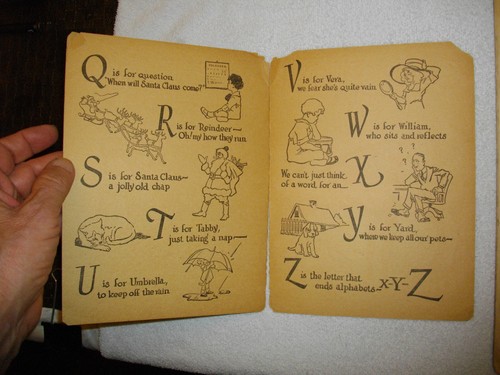 Q is for question
"When will Santa Claus come?"
R is for Reindeer—
Oh! my how they run
S is for Santa Claus—
a jolly old chap
T is for Tabby,
just taking a nap—
U is for Umbrella,
to keep off the rain
V is for Vera,
we fear she's quite vain
W is for William,
who sits and reflects
We can't just think,
of a word for an.... X
? ? ?
Y is for Yard,
where we keep all our pets—
Z is the letter that
ends alphabets—X-Y-Z